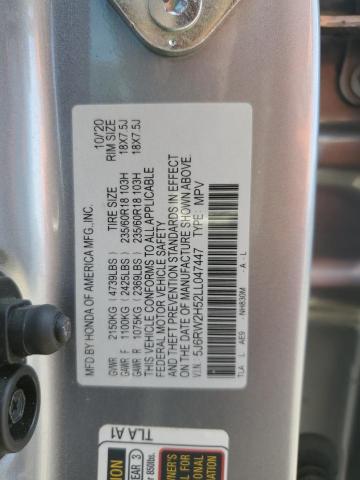 MFD.BY HONDA OF AMERICA MFG.,INC. 10/20
TIRE SIZE RIM SIZE
GVWR 2150KG (4739LBS)
GAWR F 1100KG (2425LBS) 235/60R18 103H 18X7.5J
GAWR R 1075KG (2369LBS) 235/60R18 103H 18X7.5J
THIS VEHICLE CONFORMS TO ALL APPLICABLE
FEDERAL MOTOR VEHICLE SAFETY
AND THEFT PREVENTION STANDARDS IN EFFECT
ON THE DATE OF MANUFACTURE SHOWN ABOVE.
V.I.N.: 5J6RW2H52LL047447 TYPE: MPV
TLA L AE9 NH830M A - L
TLA A1
EAR 3
850lbs.